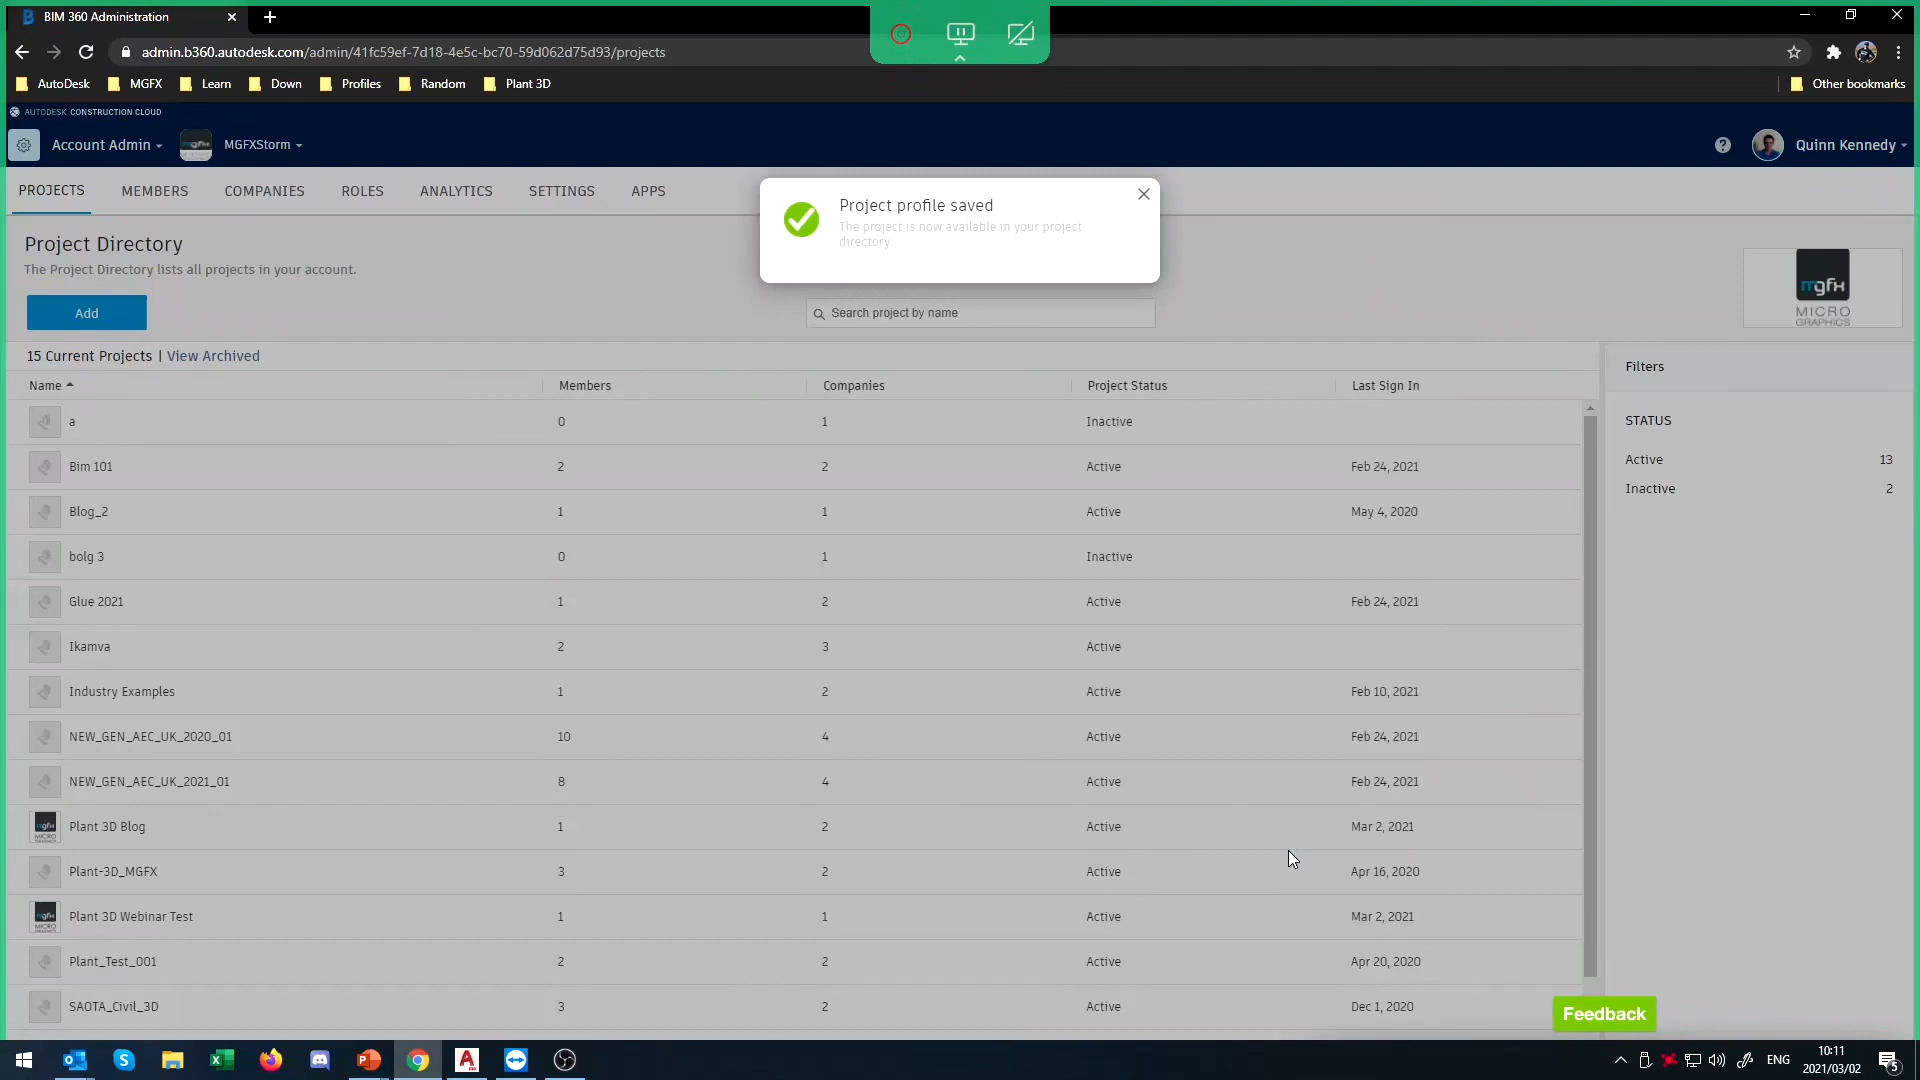 BIM 360 Administration
admin.b360.autodesk.com/admin/41fc59ef-7d18-4e5c-bc70-59d062d75d93/projects
AutoDesk MGFX Learn Down Profiles Random Plant 3D Other bookmarks
AUTODESK CONSTRUCTION CLOUD
Account Admin MGFXStorm Quinn Kennedy
PROJECTS MEMBERS COMPANIES ROLES ANALYTICS SETTINGS APPS
Project profile saved
The project is now available in your project
directory.
Project Directory
The Project Directory lists all projects in your account.
mgfx
MICRO
GRAPHICS
Add Search project by name
15 Current Projects | View Archived
Filters
Name Members Companies Project Status Last Sign In
STATUS
Active 13
Inactive 2
a 0 1 Inactive
Bim 101 2 2 Active Feb 24, 2021
Blog_2 1 1 Active May 4, 2020
bolg 3 0 1 Inactive
Glue 2021 1 2 Active Feb 24, 2021
Ikamva 2 3 Active
Industry Examples 1 2 Active Feb 10, 2021
NEW_GEN_AEC_UK_2020_01 10 4 Active Feb 24, 2021
NEW_GEN_AEC_UK_2021_01 8 4 Active Feb 24, 2021
Plant 3D Blog 1 2 Active Mar 2, 2021
Plant-3D_MGFX 3 2 Active Apr 16, 2020
Plant 3D Webinar Test 1 1 Active Mar 2, 2021
Plant_Test_001 2 2 Active Apr 20, 2020
SAOTA_Civil_3D 3 2 Active Dec 1, 2020
Feedback
ENG
10:11
2021/03/02
5